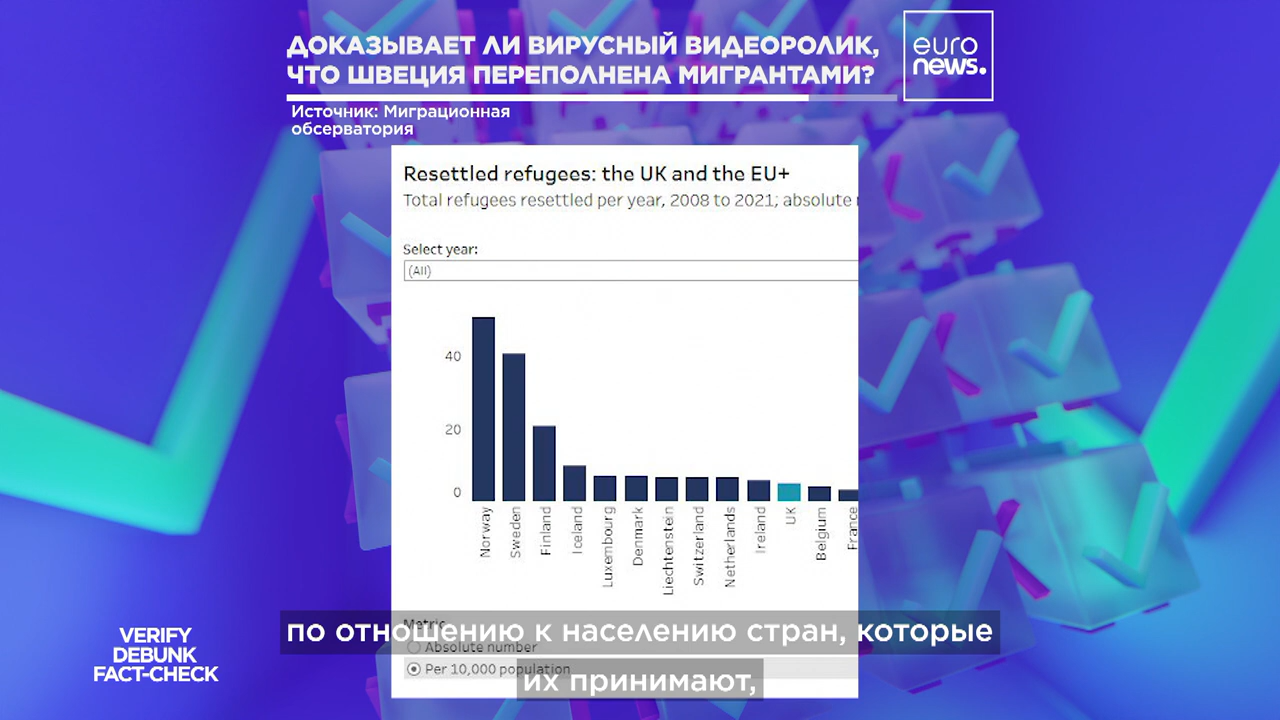 ДОКАЗЫВАЕТ ЛИ ВИРУСНЫЙ ВИДЕОРОЛИК,
ЧТО ШВЕЦИЯ ПЕРЕПОЛНЕНА МИГРАНТАМИ?
euro
news.
Источник: Миграционная
обсерватория
Resettled refugees: the UK and the EU+
Total refugees resettled per year, 2008 to 2021; absolute
Select year:
(All)
40
20
0
Norway
Sweden
Finland
Iceland
Luxembourg
Denmark
Liechtenstein
Switzerland
Netherlands
Ireland
UK
Belgium
France
Metric
Absolute number
Per 10,000 population
по отношению к населению стран, которые
их принимают,
VERIFY
DEBUNK
FACT-CHECK